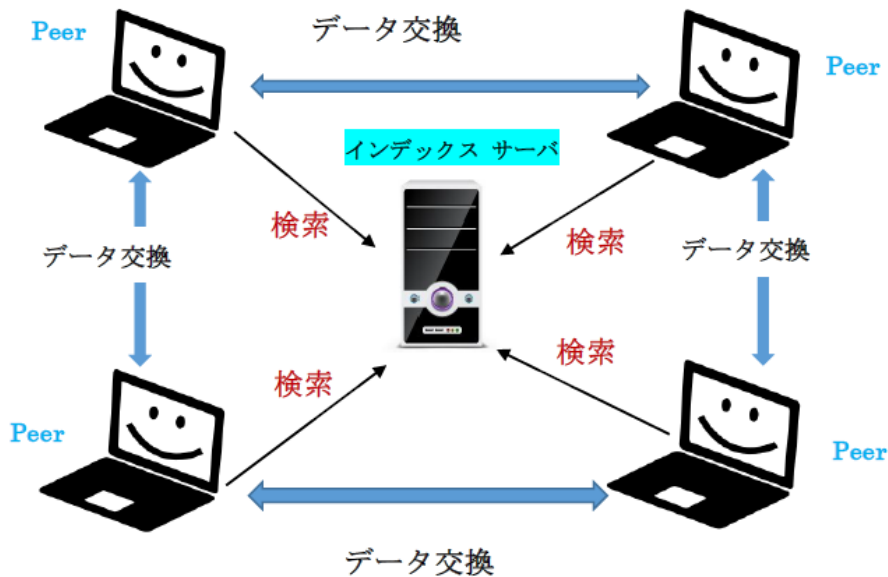 Peer
データ交換
Peer
インデックス サーバ
検索
検索
データ交換
データ交換
検索
検索
Peer
Peer
データ交換